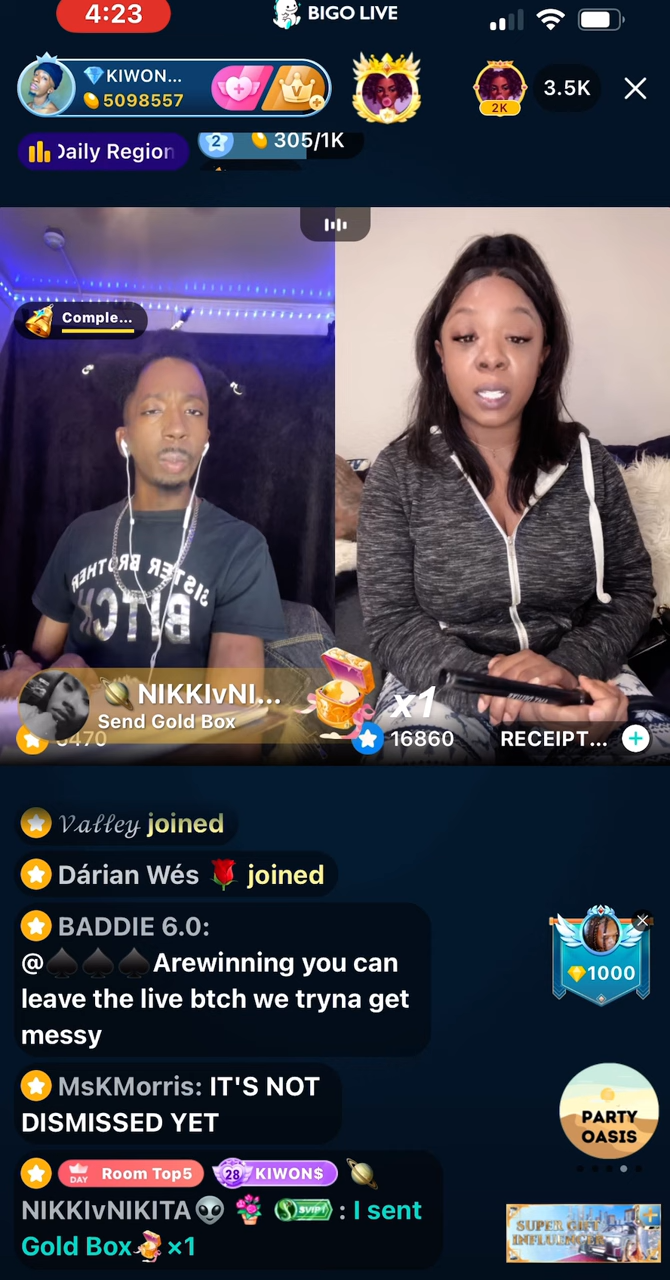 4:23
BIGO LIVE
KIWON...
5098557
2K
3.5K
Daily Region
2
305/1K
Comple...
SISTER BROTHER
BITCH
NIKKIvNI...
Send Gold Box
x1
16860
RECEIPT...
𝓥𝓪𝓵𝓵𝓮𝔂 joined
Dárian Wés 🌹 joined
BADDIE 6.0:
@♠️♠️♠️Arewinning you can
leave the live btch we tryna get
messy
1000
MsKMorris: IT'S NOT
DISMISSED YET
PARTY
OASIS
DAY Room Top5 28 KIWON$ 🪐
NIKKIvNIKITA👽 💐 SVIP1 : I sent
Gold Box ×1
SUPER GIFT
INFLUENCER